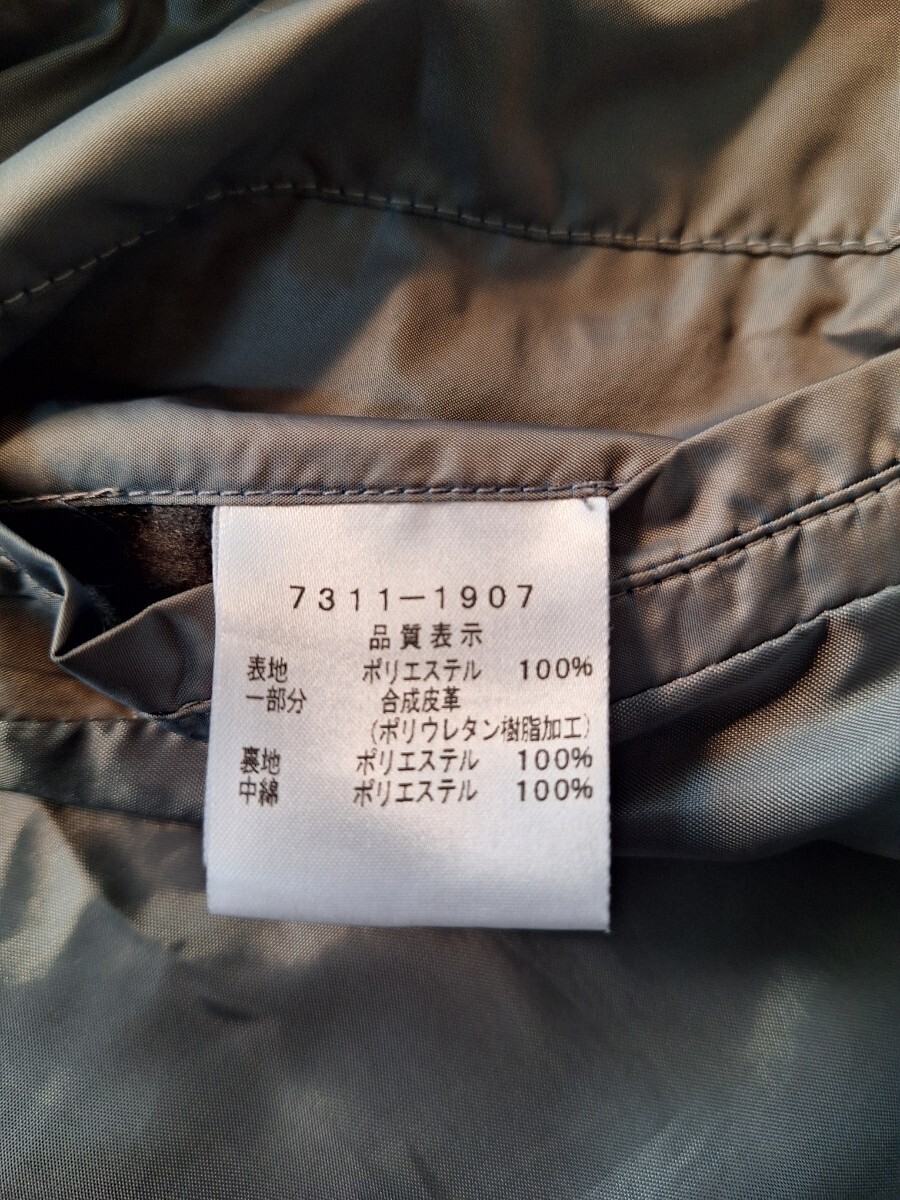 7311-1907
品質表示
表地 ポリエステル 100%
一部分 合成皮革
(ポリウレタン樹脂加工)
裏地 ポリエステル 100%
中綿 ポリエステル 100%